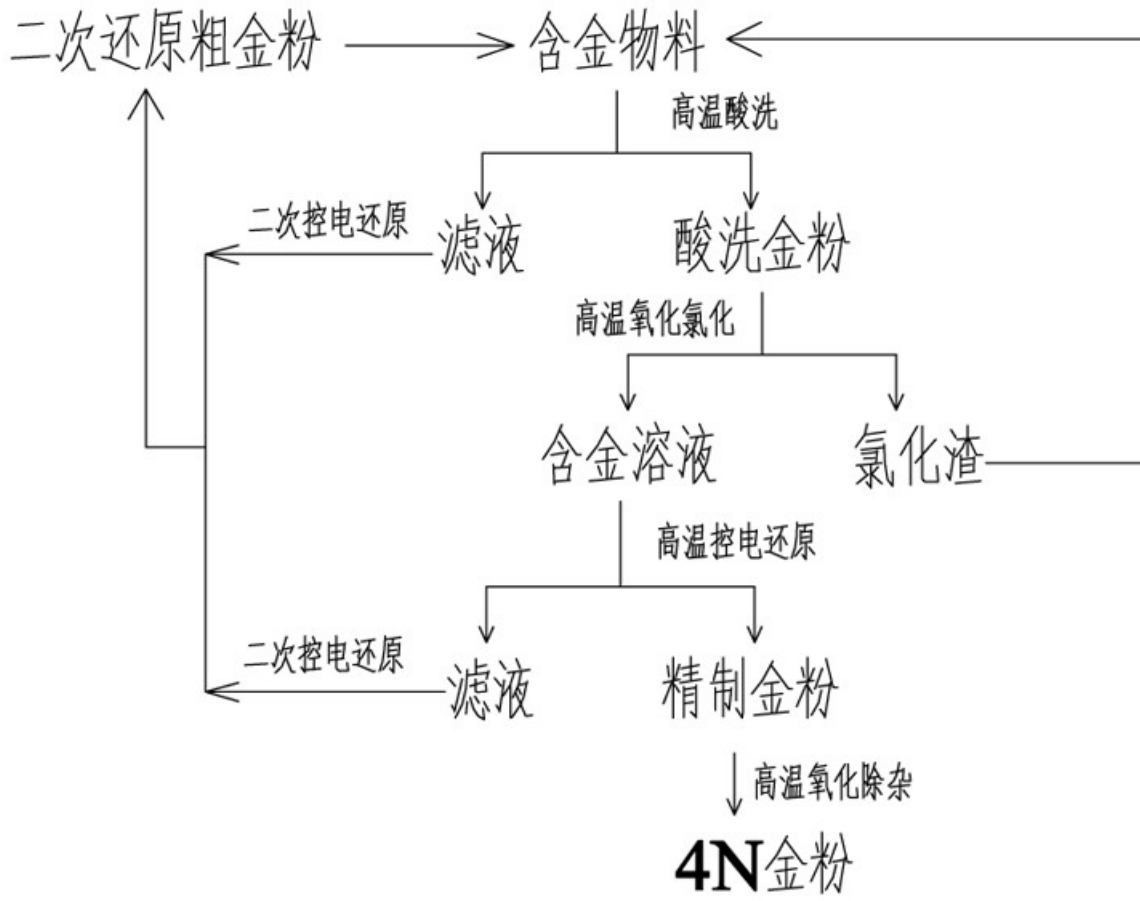 二次还原粗金粉
含金物料
高温酸洗
二次控电还原
滤液
酸洗金粉
高温氧化氯化
含金溶液
氯化渣
高温控电还原
二次控电还原
滤液
精制金粉
高温氧化除杂
4N金粉